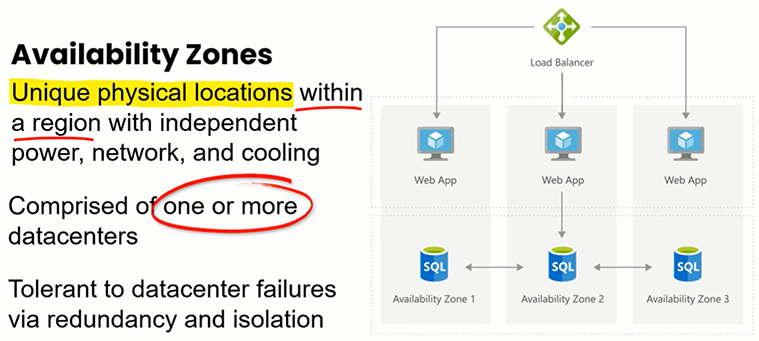 Availability Zones
Unique physical locations within
a region with independent
power, network, and cooling
Comprised of one or more
datacenters
Tolerant to datacenter failures
via redundancy and isolation
Load Balancer
Web App
Web App
Web App
SQL
SQL
SQL
Availability Zone 1
Availability Zone 2
Availability Zone 3